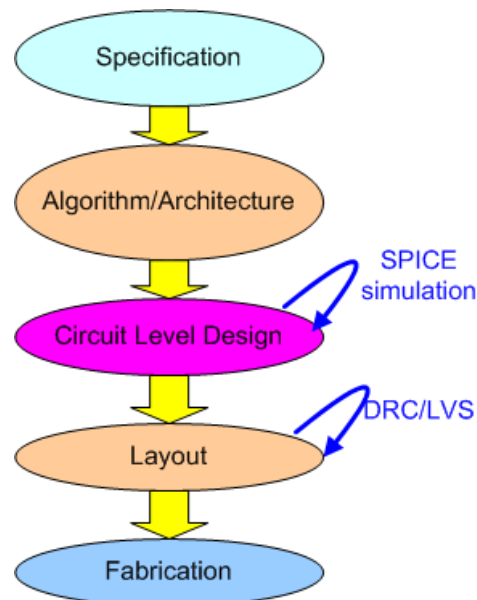 Specification
Algorithm/Architecture
SPICE
simulation
Circuit Level Design
DRC/LVS
Layout
Fabrication